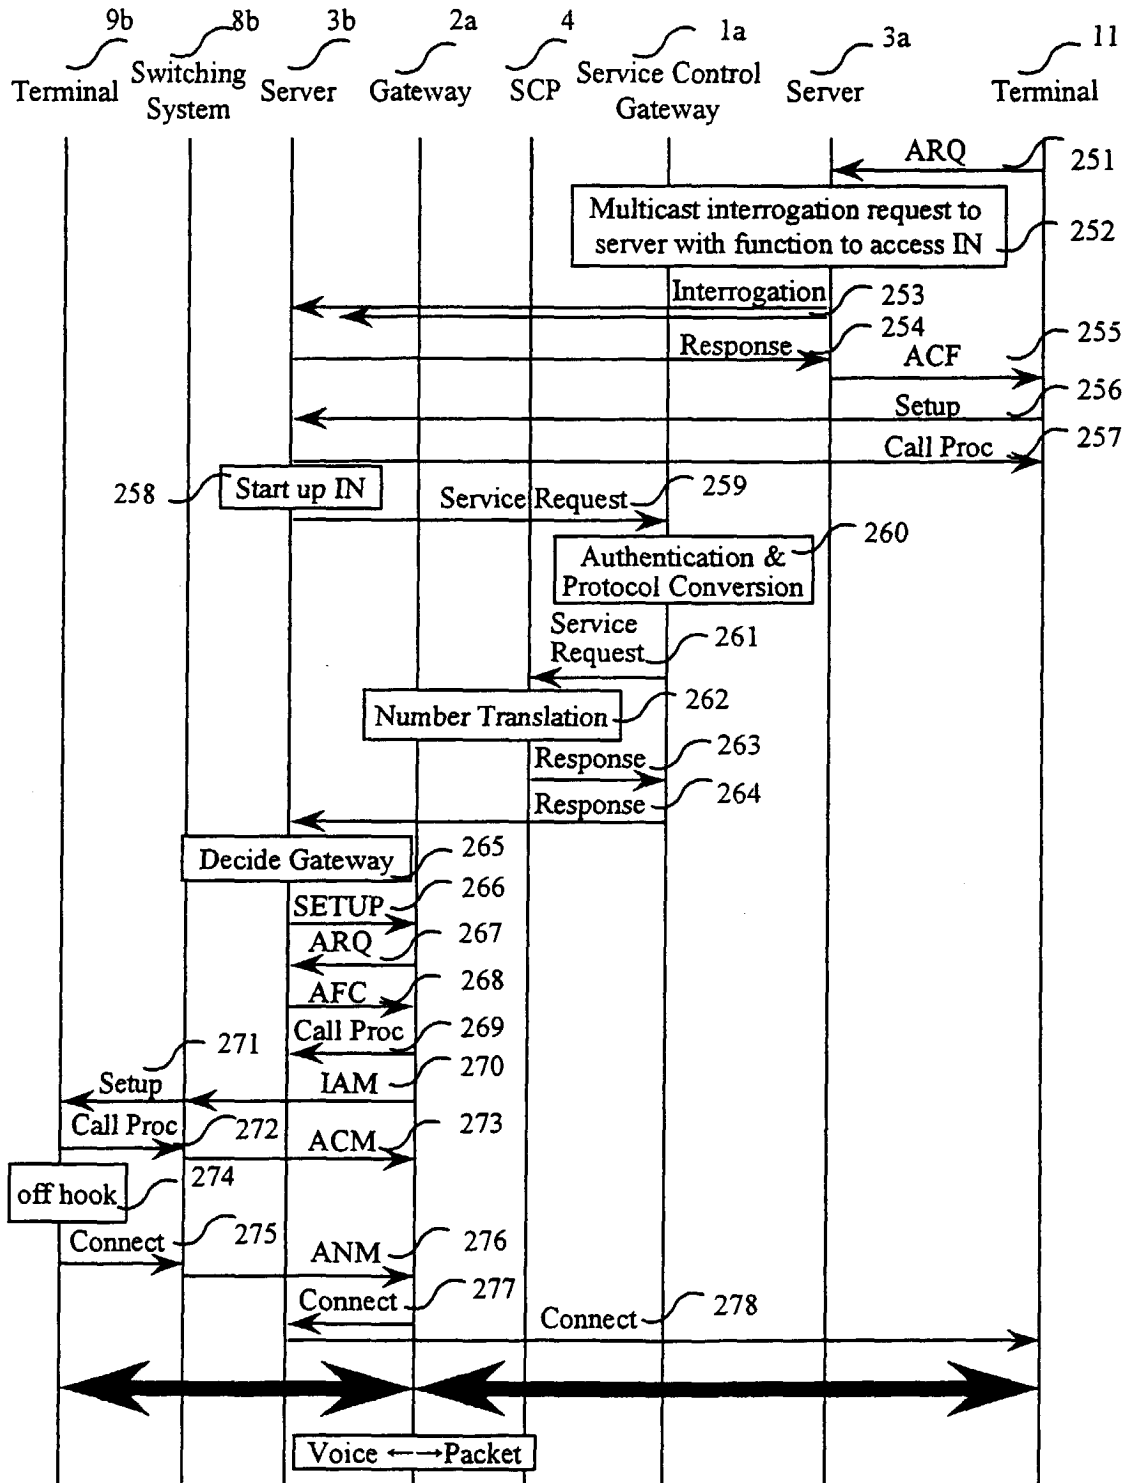 9b 8b 3b 2a 4 1a 3a 11
Terminal Switching System Server Gateway SCP Service Control Gateway Server Terminal
ARQ 251
Multicast interrogation request to
server with function to access IN 252
Interrogation 253
Response 254
ACF 255
Setup 256
Call Proc 257
258 Start up IN
Service Request 259
Authentication &
Protocol Conversion 260
Service
Request 261
Number Translation 262
Response 263
Response 264
Decide Gateway 265
SETUP 266
ARQ 267
AFC 268
Call Proc 269
IAM 270
Setup 271
Call Proc 272
ACM 273
off hook 274
Connect 275
ANM 276
Connect 277
Connect 278
Voice ←→Packet